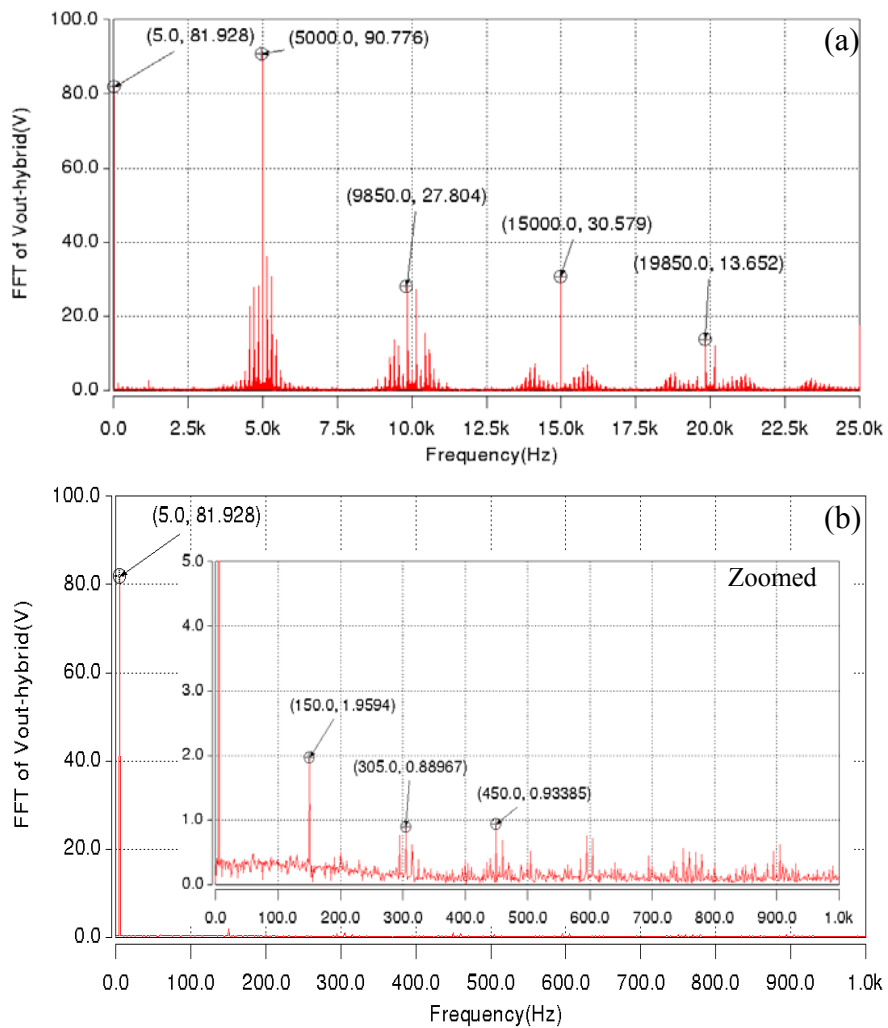 (a)
(5.0, 81.928)
(5000.0, 90.776)
(9850.0, 27.804)
(15000.0, 30.579)
(19850.0, 13.652)
FFT of Vout-hybrid(V)
100.0
80.0
60.0
40.0
20.0
0.0
0.0 2.5k 5.0k 7.5k 10.0k 12.5k 15.0k 17.5k 20.0k 22.5k 25.0k
Frequency(Hz)
(b)
(5.0, 81.928)
FFT of Vout-hybrid(V)
100.0
80.0
60.0
40.0
20.0
0.0
Zoomed
5.0
4.0
3.0
2.0
1.0
0.0
(150.0, 1.9594)
(305.0, 0.88967)
(450.0, 0.93385)
0.0 100.0 200.0 300.0 400.0 500.0 600.0 700.0 800.0 900.0 1.0k
0.0 100.0 200.0 300.0 400.0 500.0 600.0 700.0 800.0 900.0 1.0k
Frequency(Hz)